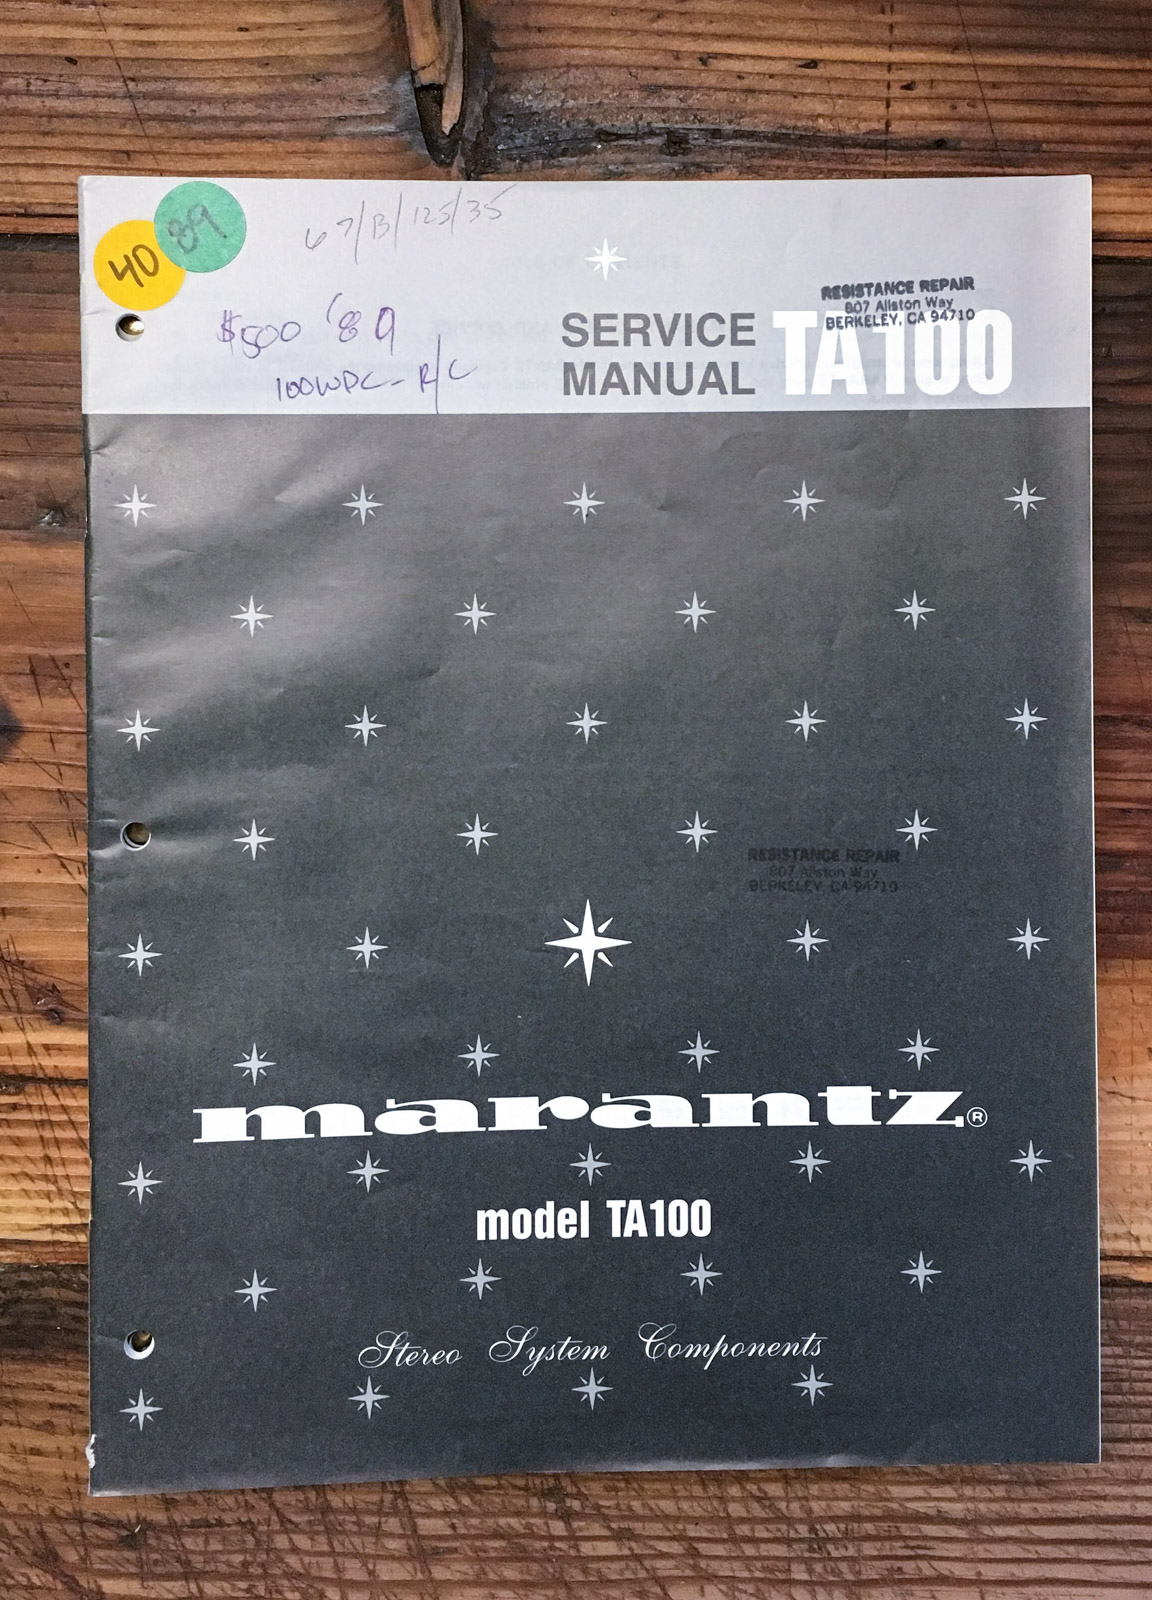 89
40
67/B/125/35
RESISTANCE REPAIR
807 Allston Way
BERKELEY, CA 94710
$500 '89
100WPC - R/C
SERVICE
MANUAL
TA100
RESISTANCE REPAIR
807 Allston Way
BERKELEY, CA 94710
marantz®
model TA100
Stereo System Components